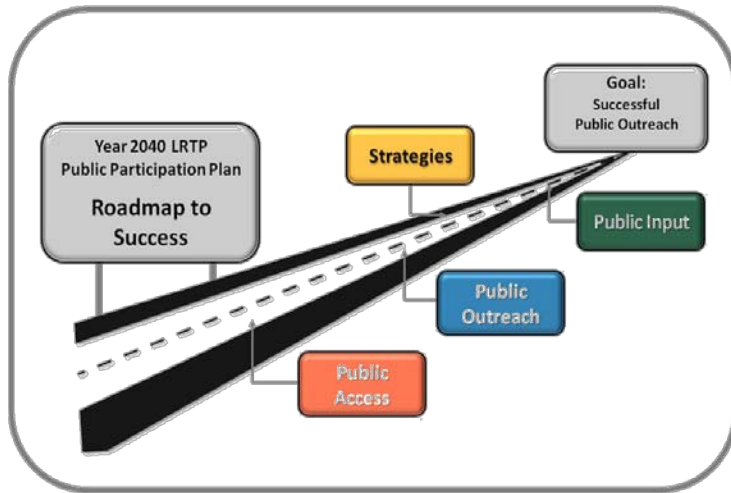 Year 2040 LRTP
Public Participation Plan
Roadmap to
Success
Strategies
Goal:
Successful
Public Outreach
Public Input
Public
Outreach
Public
Access